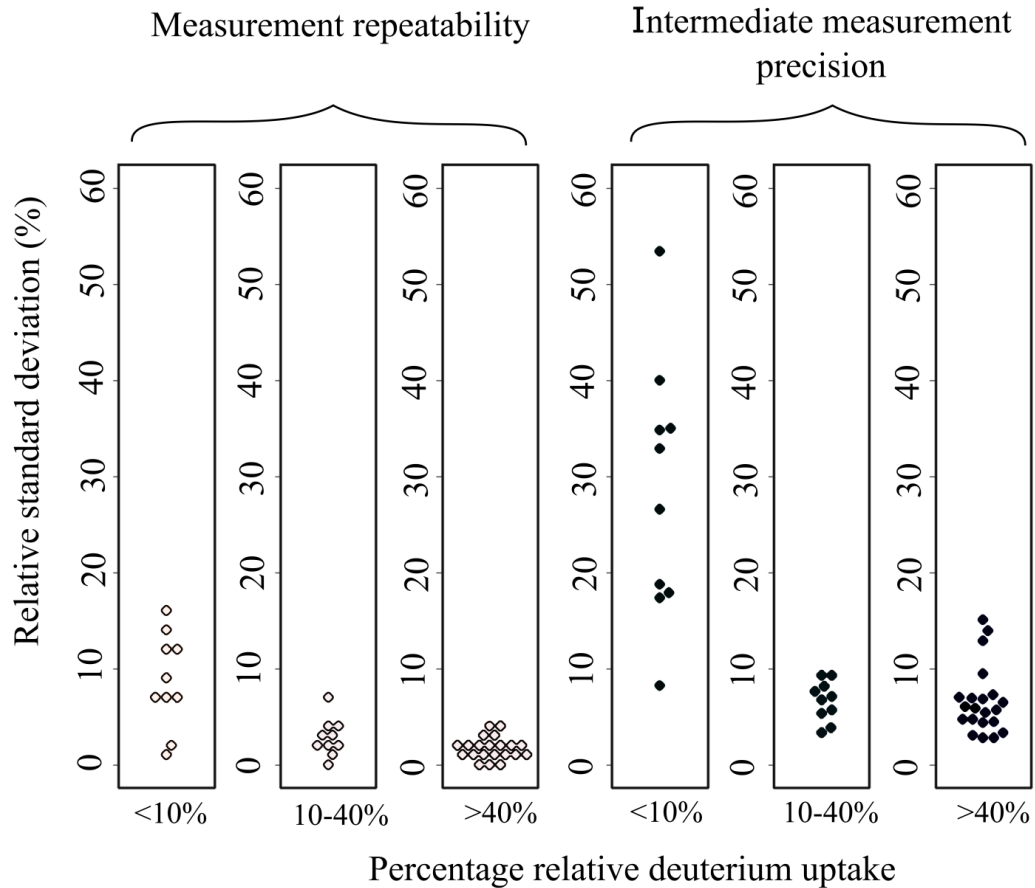 Measurement repeatability
Intermediate measurement
precision
Relative standard deviation (%)
60 60 60 60 60 60
50 50 50 50 50 50
40 40 40 40 40 40
30 30 30 30 30 30
20 20 20 20 20 20
10 10 10 10 10 10
0 0 0 0 0 0
<10% 10-40% >40% <10% 10-40% >40%
Percentage relative deuterium uptake